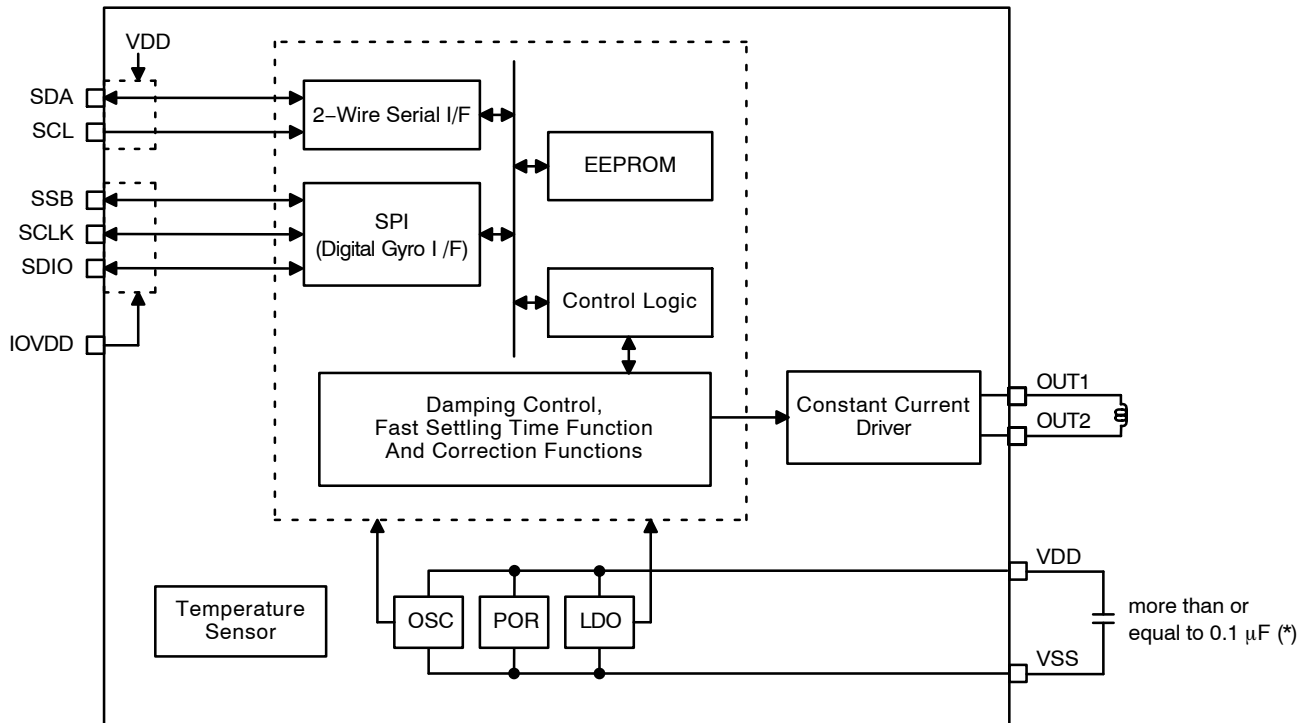 VDD
SDA
SCL
2−Wire Serial I/F
EEPROM
SSB
SCLK
SDIO
SPI
(Digital Gyro I /F)
Control Logic
IOVDD
Damping Control,
Fast Settling Time Function
And Correction Functions
Constant Current
Driver
OUT1
OUT2
VDD
Temperature
Sensor
OSC
POR
LDO
more than or
equal to 0.1 μF (*)
VSS